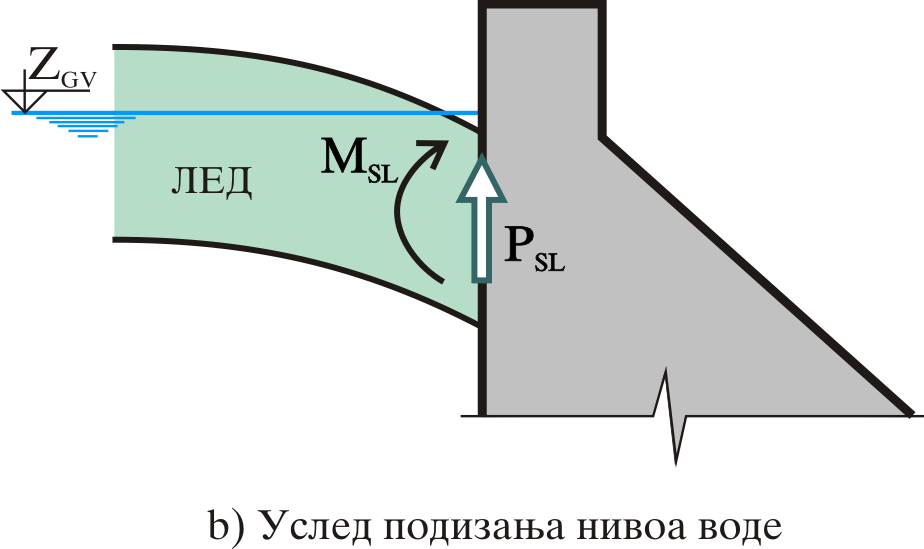 Z_GV
M_SL
ЛЕД
P_SL
b) Услед подизања нивоа воде